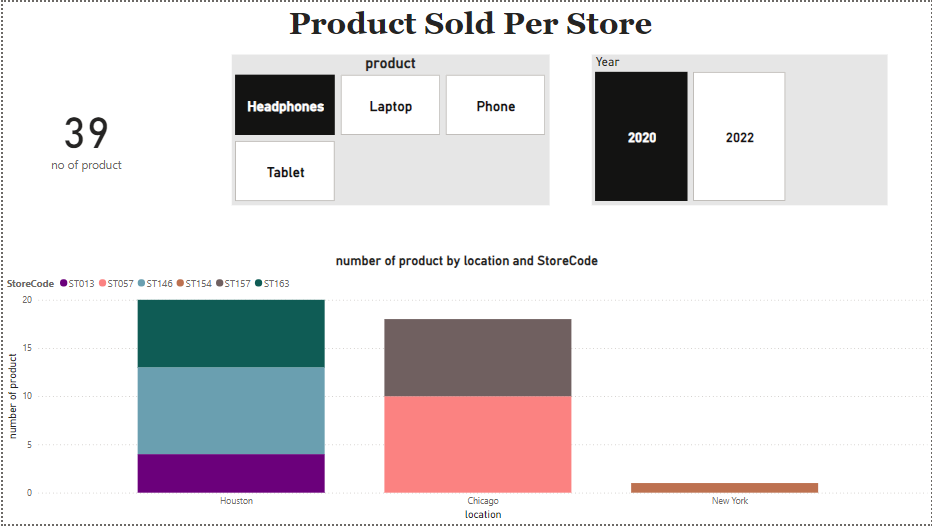 Product Sold Per Store
39
no of product
product
Headphones
Laptop
Phone
Tablet
Year
2020
2022
number of product by location and StoreCode
StoreCode ST013 ST057 ST146 ST154 ST157 ST163
number of product
20
15
10
5
0
Houston
Chicago
New York
location